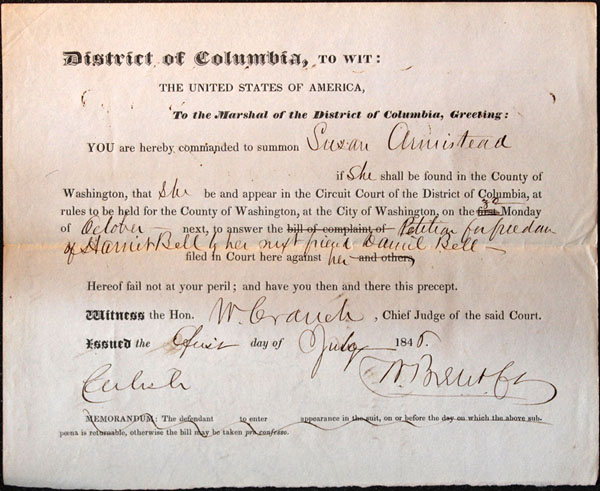 District of Columbia, TO WIT:
THE UNITED STATES OF AMERICA,
To the Marshal of the District of Columbia, Greeting:
YOU are hereby commanded to summon Susan Armistead
if She shall be found in the County of
Washington, that She be and appear in the Circuit Court of the District of Columbia, at
rules to be held for the County of Washington, at the City of Washington, on the first 3d Monday
of October next, to answer the bill of complaint of Petition for freedom
of Harriet Bell by her next friend Daniel Bell
filed in Court here against her and others
Hereof fail not at your peril; and have you then and there this precept.
Witness the Hon. W. Cranch, Chief Judge of the said Court.
Issued the first day of July 184
Carlisle W. Brent Ck
MEMORANDUM: The defendant to enter appearance in the suit, on or before the day on which the above sub-
pœna is returnable, otherwise the bill may be taken pro confesso.